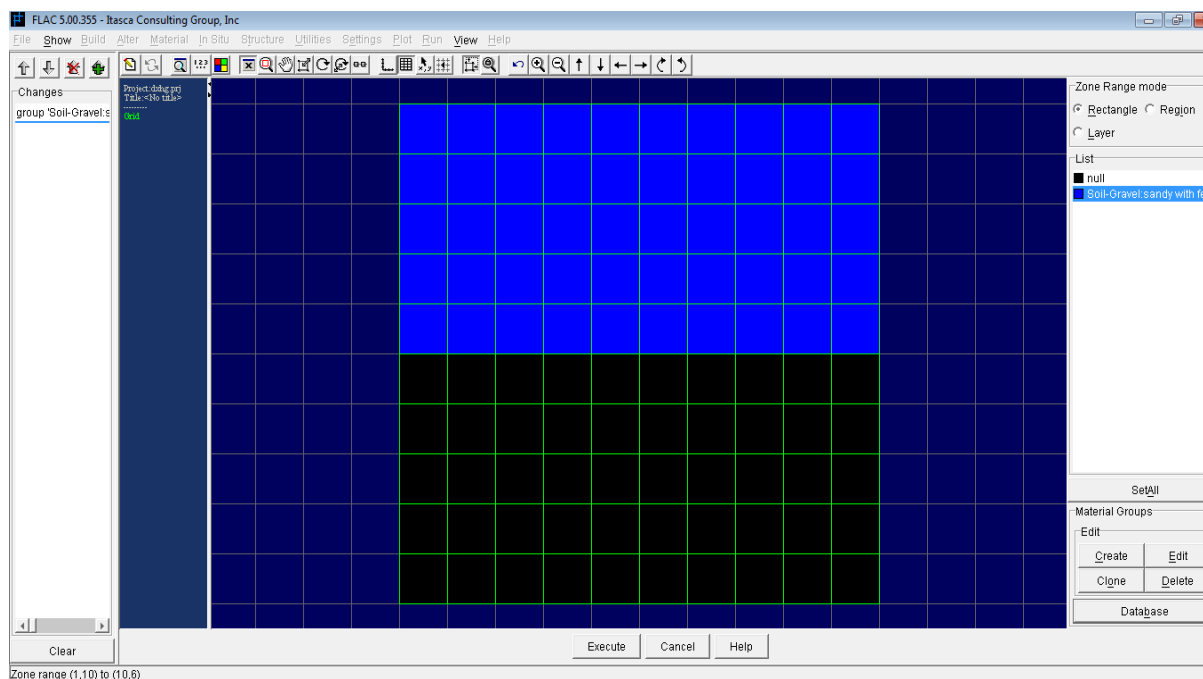 FLAC 5.00.355 - Itasca Consulting Group, Inc
File Show Build Alter Material In Situ Structure Utilities Settings Plot Run View Help
Changes
group 'Soil-Gravel:s
Clear
Project:dzhg.prj
Title:<No title>
Grid
Zone Range mode
Rectangle Region
Layer
List
null
Soil-Gravel:sandy with fe
SetAll
Material Groups
Edit
Create Edit
Clone Delete
Database
Execute Cancel Help
Zone range (1,10) to (10,6)